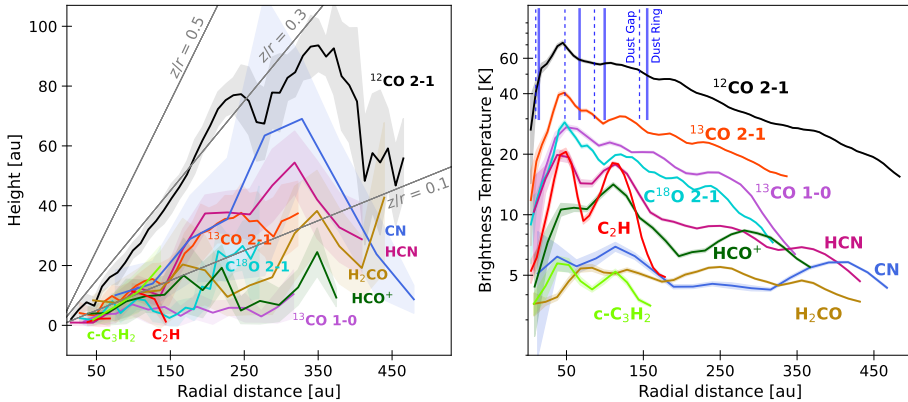 100
80
60
40
20
0
Height [au]
50
150
250
350
450
Radial distance [au]
z/r = 0.5
z/r = 0.3
z/r = 0.1
¹²CO 2-1
¹³CO 2-1
C¹⁸O 2-1
CN
HCN
H₂CO
HCO⁺
¹³CO 1-0
c-C₃H₂
C₂H
60
40
20
10
5
Brightness Temperature [K]
50
150
250
350
450
Radial distance [au]
Dust Gap
Dust Ring
¹²CO 2-1
¹³CO 2-1
¹³CO 1-0
C¹⁸O 2-1
C₂H
HCO⁺
HCN
CN
H₂CO
c-C₃H₂